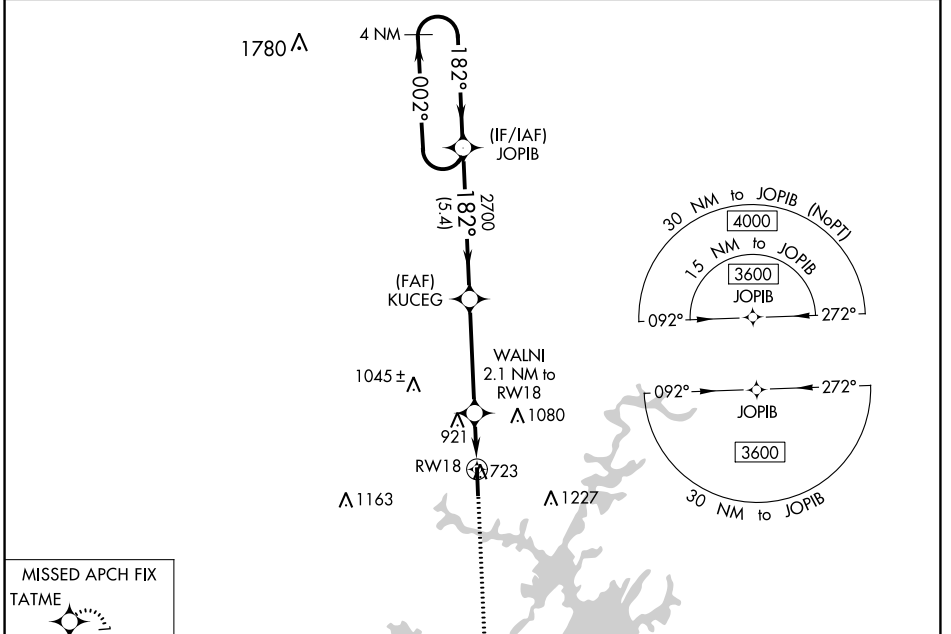 1780
4 NM
182°
002°
(IF/IAF)
JOPIB
2700
182°
(5.4)
(FAF)
KUCEG
30 NM to JOPIB (NoPT)
4000
15 NM to JOPIB
3600
JOPIB
092°
272°
WALNI
2.1 NM to
RW18
1045 ±
1080
921
RW18
723
1163
1227
092°
272°
JOPIB
3600
30 NM to JOPIB
MISSED APCH FIX
TATME